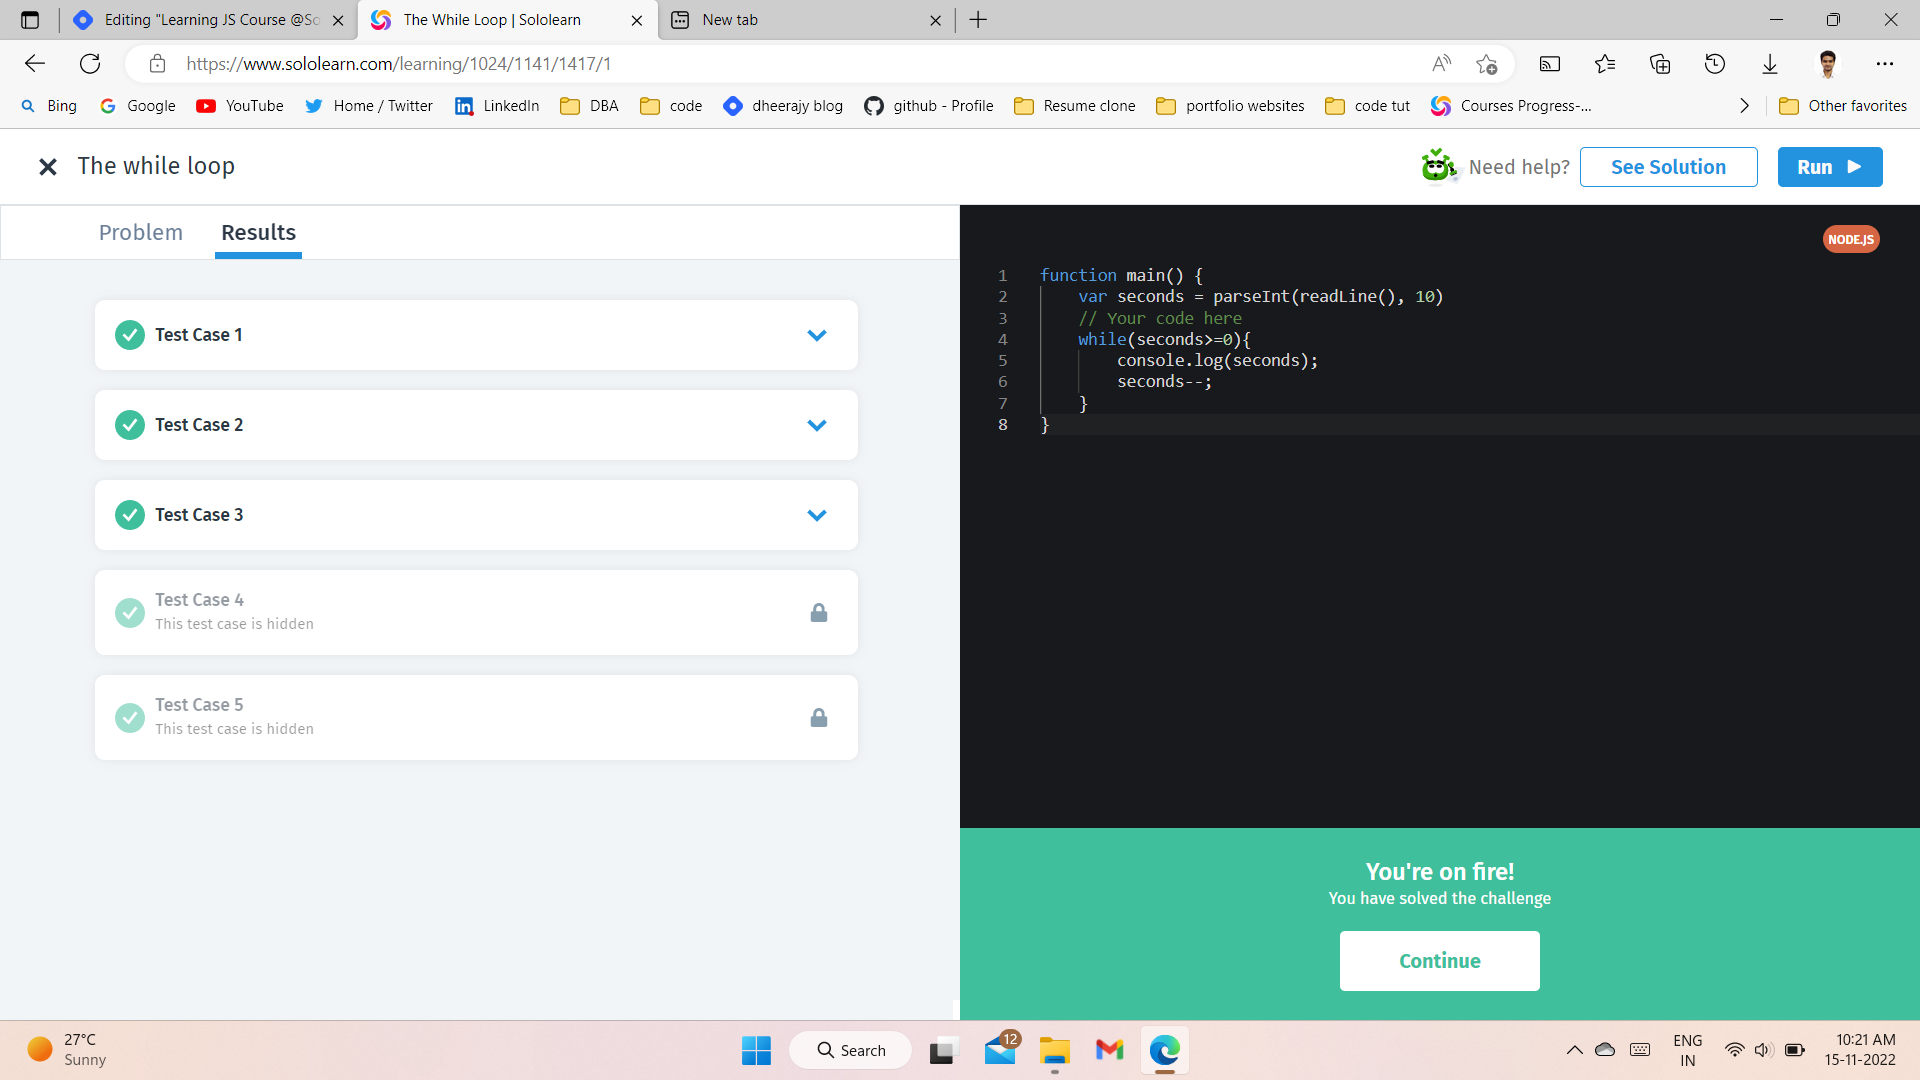 Editing "Learning JS Course @So
The While Loop | Sololearn
New tab
https://www.sololearn.com/learning/1024/1141/1417/1
Bing
Google
YouTube
Home / Twitter
LinkedIn
DBA
code
dheerajy blog
github - Profile
Resume clone
portfolio websites
code tut
Courses Progress-...
Other favorites
The while loop
Need help?
See Solution
Run
Problem
Results
Test Case 1
Test Case 2
Test Case 3
Test Case 4
This test case is hidden
Test Case 5
This test case is hidden
NODE.JS
1 function main() {
2 var seconds = parseInt(readLine(), 10)
3 // Your code here
4 while(seconds>=0){
5 console.log(seconds);
6 seconds--;
7 }
8 }
You're on fire!
You have solved the challenge
Continue
27°C
Sunny
Search
12
ENG
IN
10:21 AM
15-11-2022